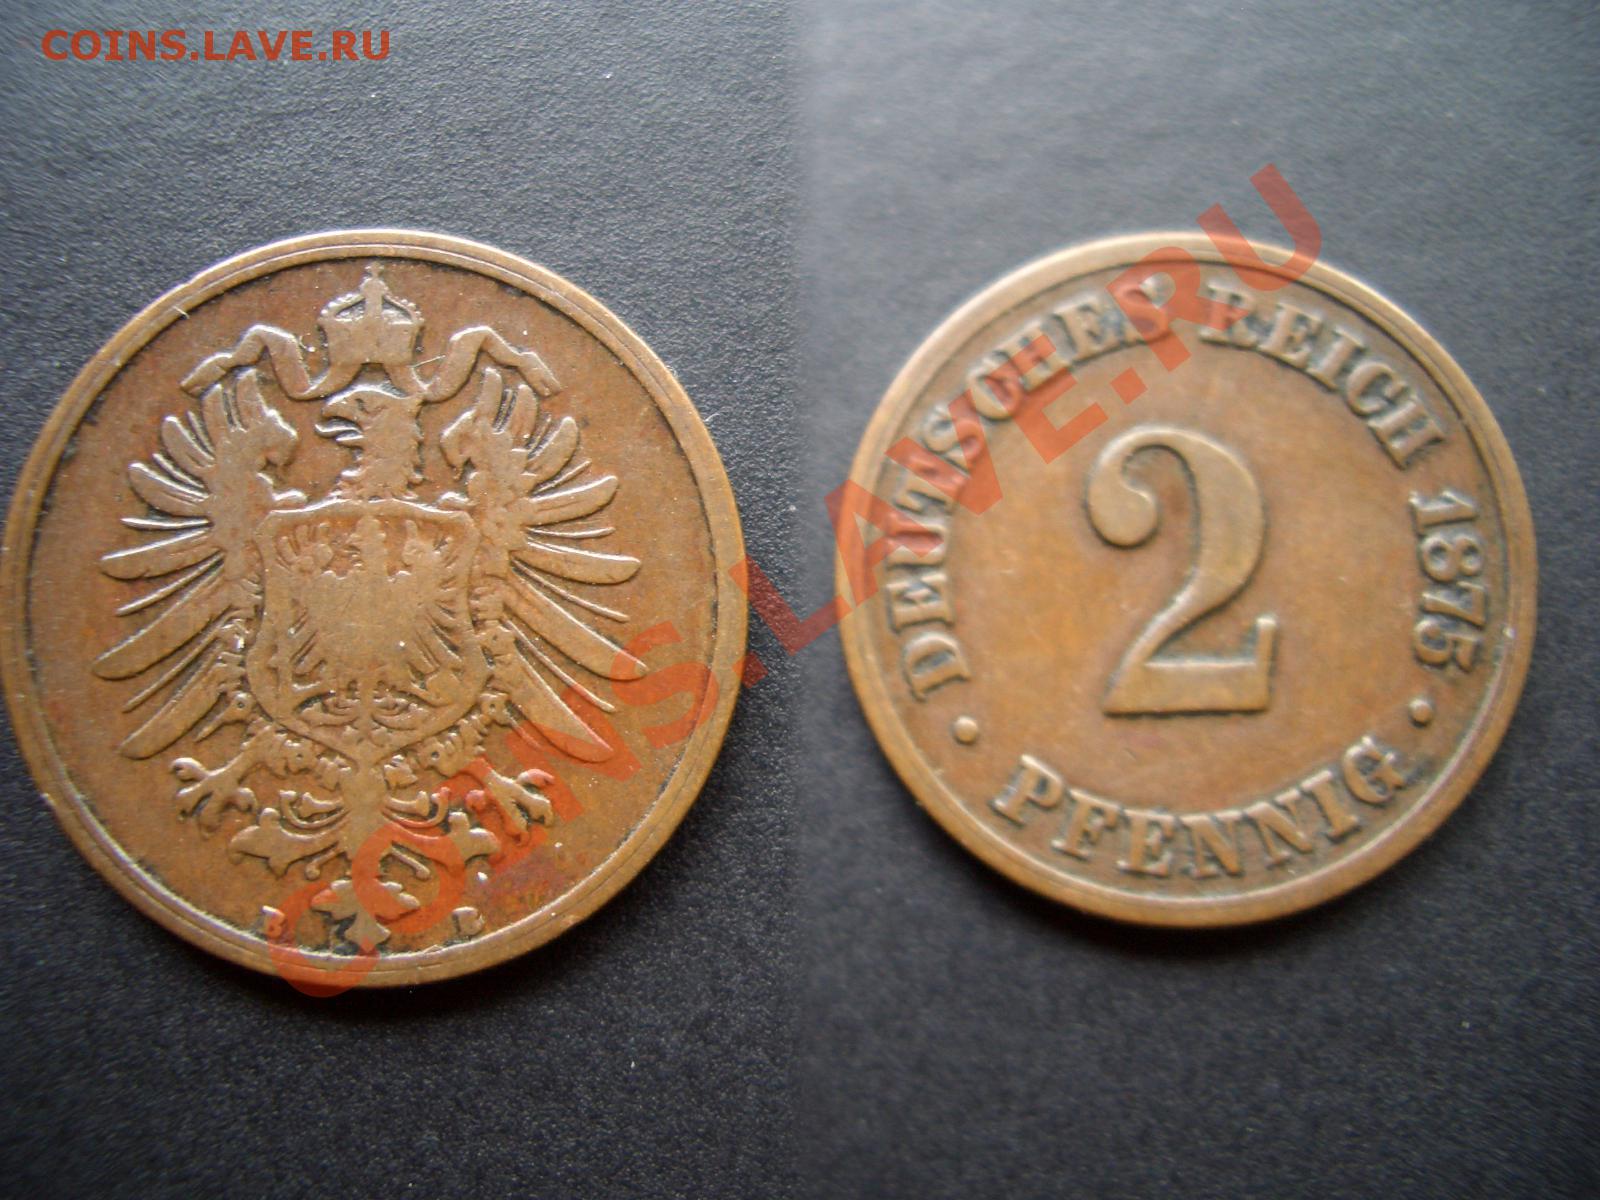 COINS.LAVE.RU
B B
DEUTSCHES REICH 1875
2
PFENNIG
COINS.LAVE.RU